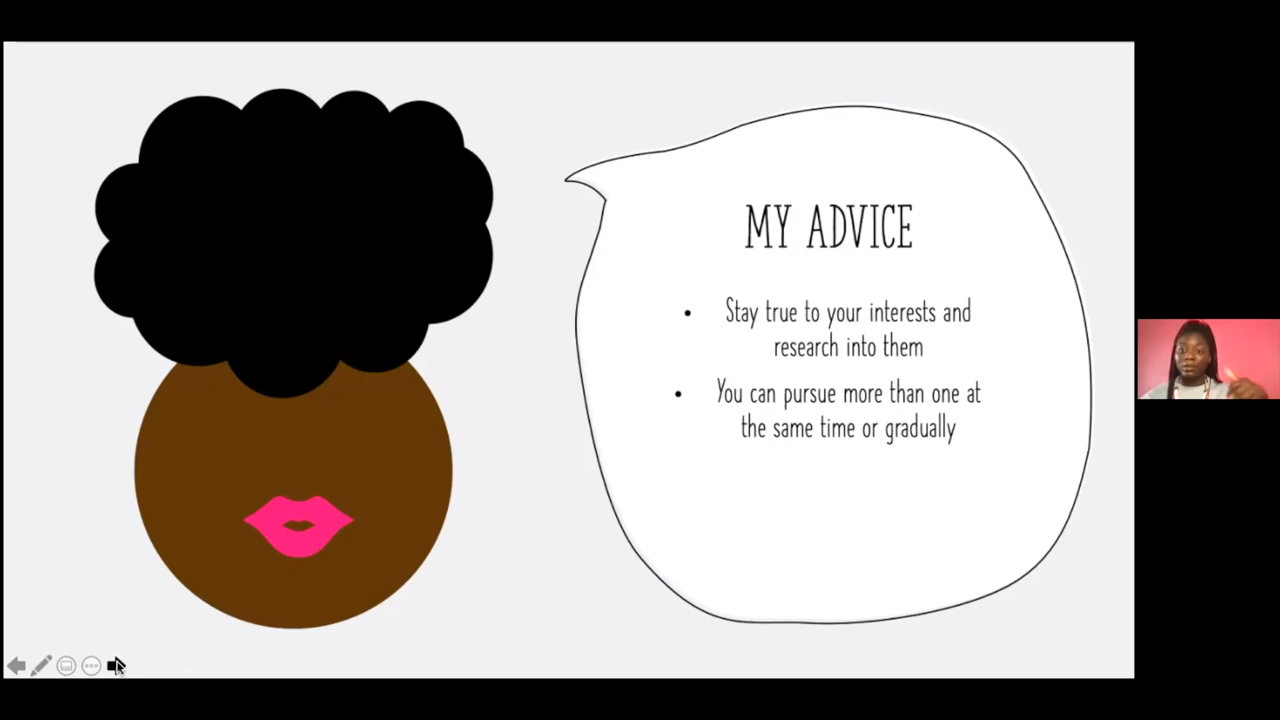 MY ADVICE
• Stay true to your interests and
research into them
• You can pursue more than one at
the same time or gradually